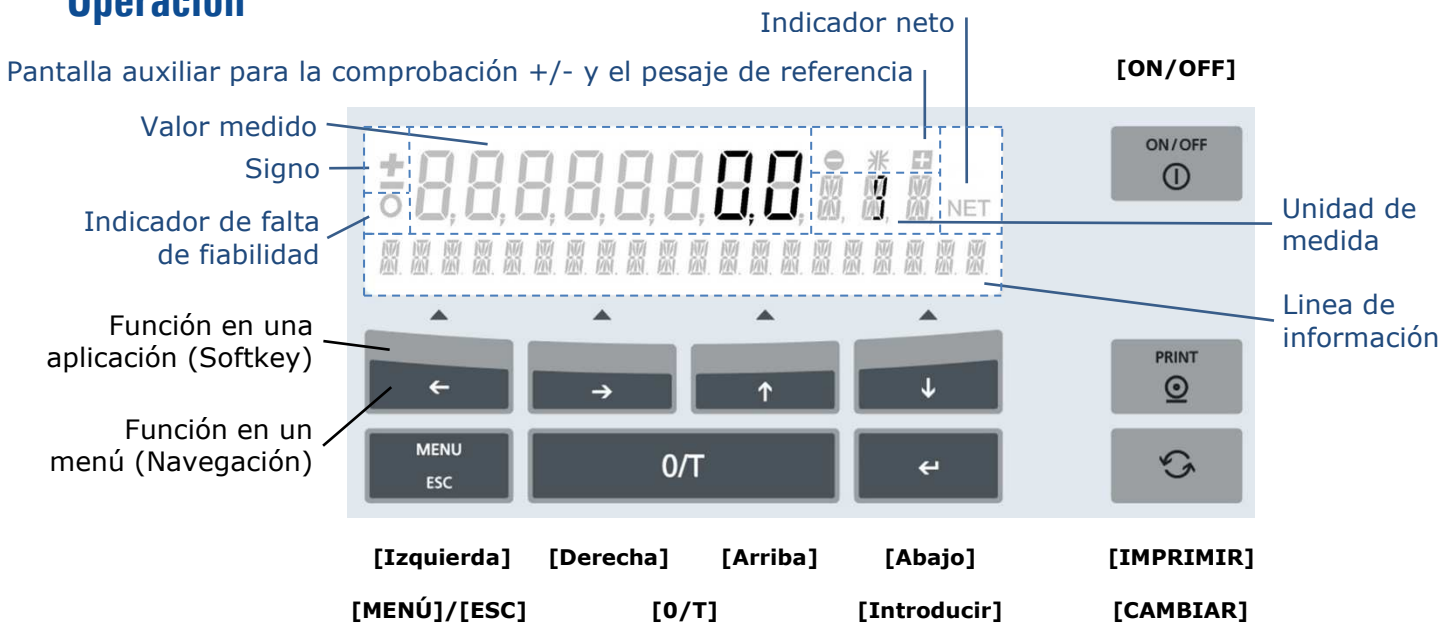 Operación
Indicador neto
Pantalla auxiliar para la comprobación +/- y el pesaje de referencia
[ON/OFF]
Valor medido
Signo
Indicador de falta
de fiabilidad
0.0
NET
ON/OFF
Unidad de
medida
Linea de
información
Función en una
aplicación (Softkey)
PRINT
Función en un
menú (Navegación)
MENU
ESC
0/T
[Izquierda] [Derecha] [Arriba] [Abajo] [IMPRIMIR]
[MENÚ]/[ESC] [0/T] [Introducir] [CAMBIAR]